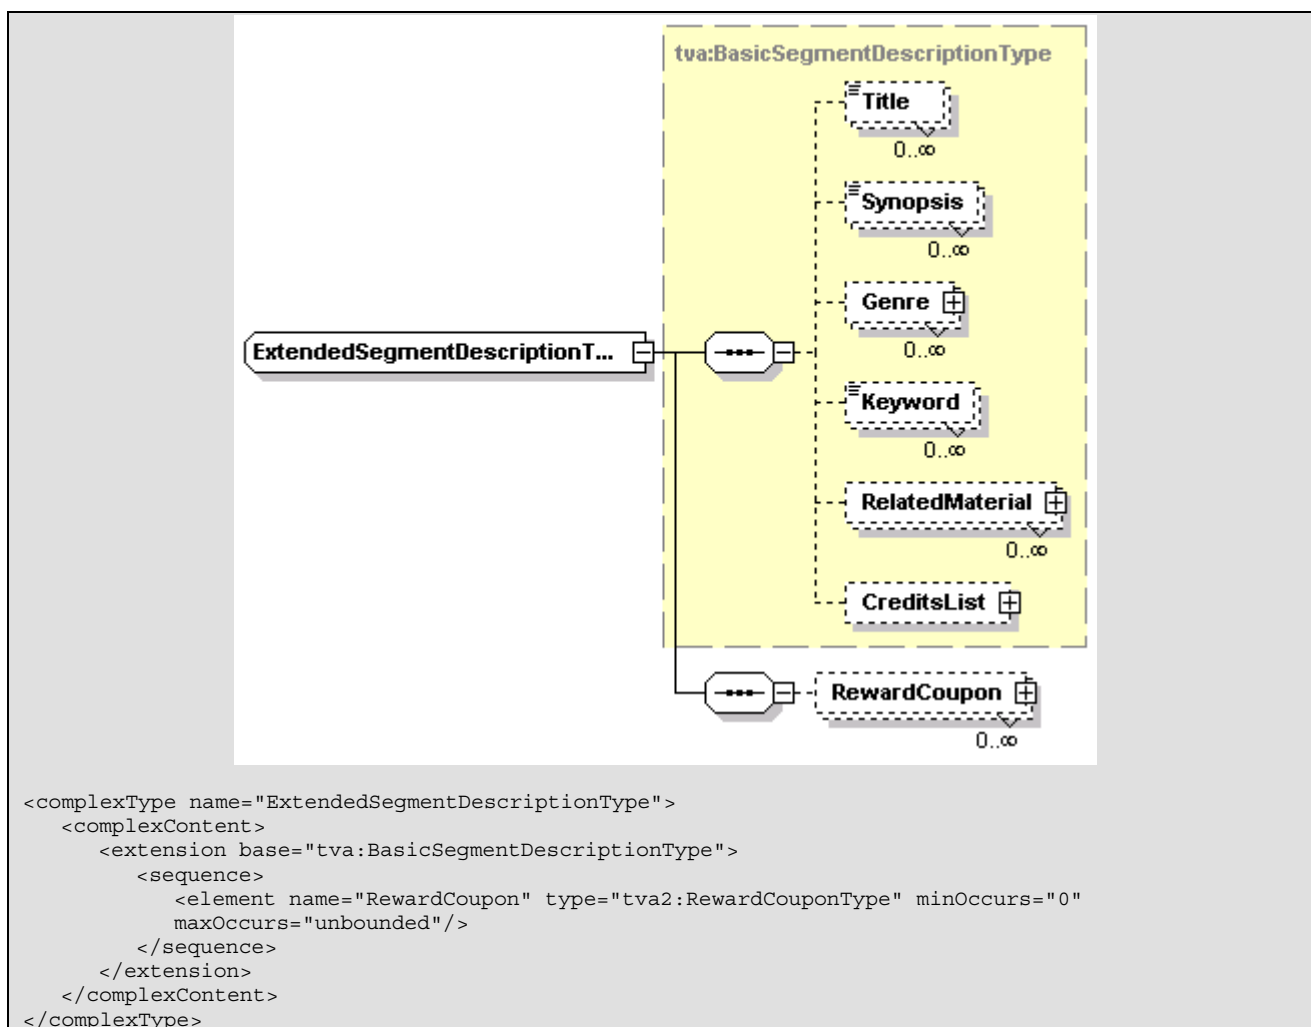 tva:BasicSegmentDescriptionType
Title
0..∞
Synopsis
0..∞
Genre
0..∞
ExtendedSegmentDescriptionT...
Keyword
0..∞
RelatedMaterial
0..∞
CreditsList
RewardCoupon
0..∞
<complexType name="ExtendedSegmentDescriptionType">
<complexContent>
<extension base="tva:BasicSegmentDescriptionType">
<sequence>
<element name="RewardCoupon" type="tva2:RewardCouponType" minOccurs="0"
maxOccurs="unbounded"/>
</sequence>
</extension>
</complexContent>
</complexType>